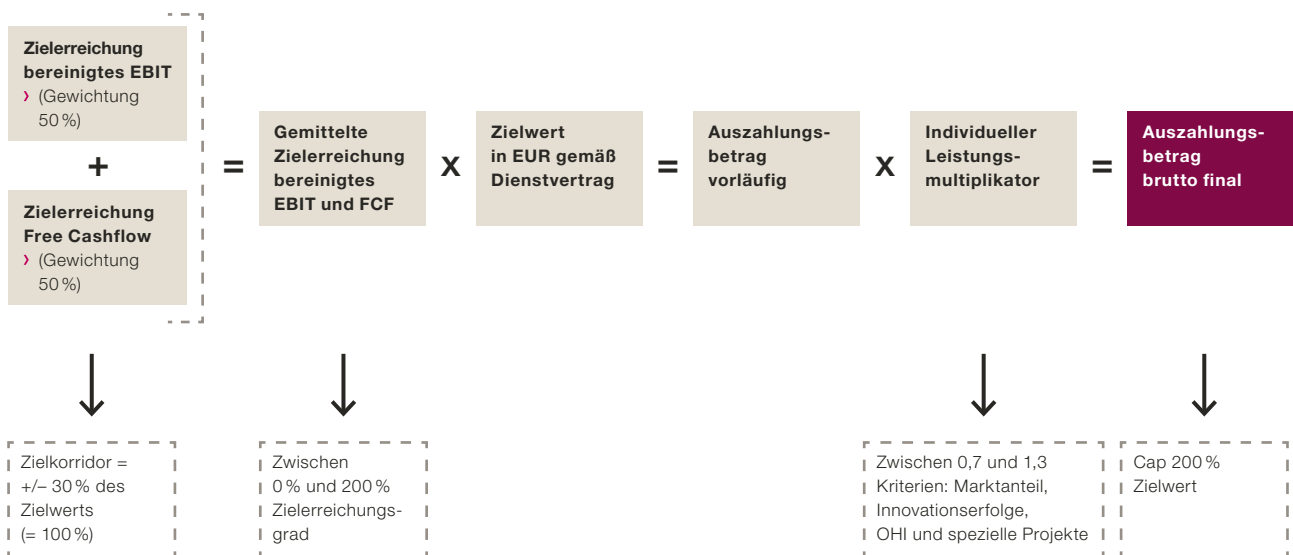 Zielerreichung
bereinigtes EBIT
› (Gewichtung
50 %)
+
Zielerreichung
Free Cashflow
› (Gewichtung
50 %)
=
Gemittelte
Zielerreichung
bereinigtes
EBIT und FCF
X
Zielwert
in EUR gemäß
Dienstvertrag
=
Auszahlungs-
betrag
vorläufig
X
Individueller
Leistungs-
multiplikator
=
Auszahlungs-
betrag
brutto final
Zielkorridor =
+/– 30 % des
Zielwerts
(= 100 %)
Zwischen
0 % und 200 %
Zielerreichungs-
grad
Zwischen 0,7 und 1,3
Kriterien: Marktanteil,
Innovationserfolge,
OHI und spezielle Projekte
Cap 200 %
Zielwert